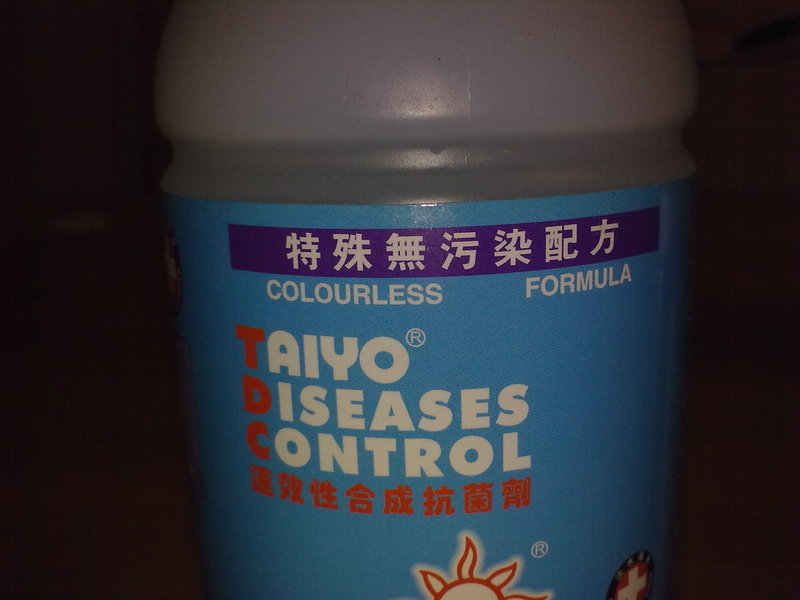 特殊無污染配方
COLOURLESS FORMULA
TAIYO®
DISEASES
CONTROL
速效性合成抗菌劑
®